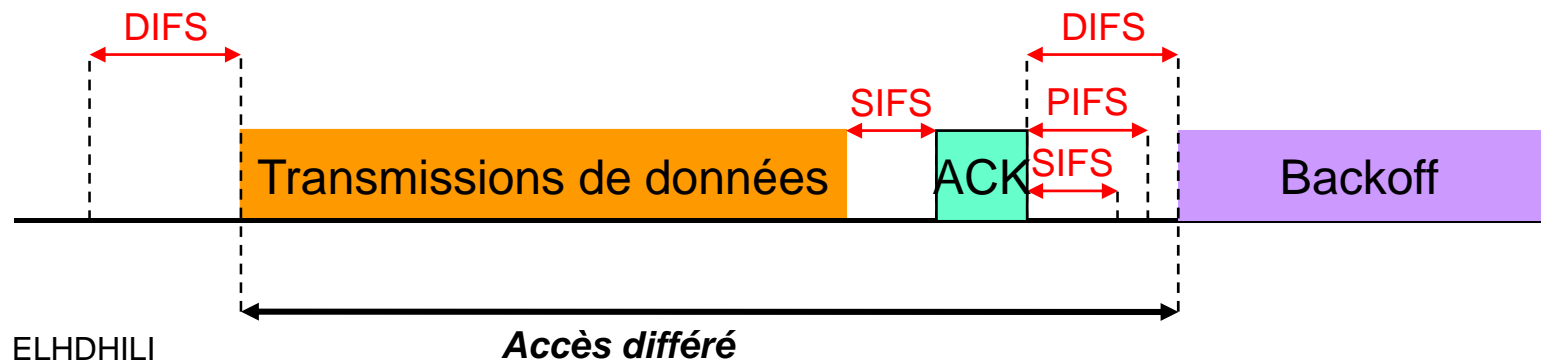 DIFS
DIFS
SIFS
PIFS
Transmissions de données
ACK
SIFS
Backoff
ELHDHILI
Accès différé